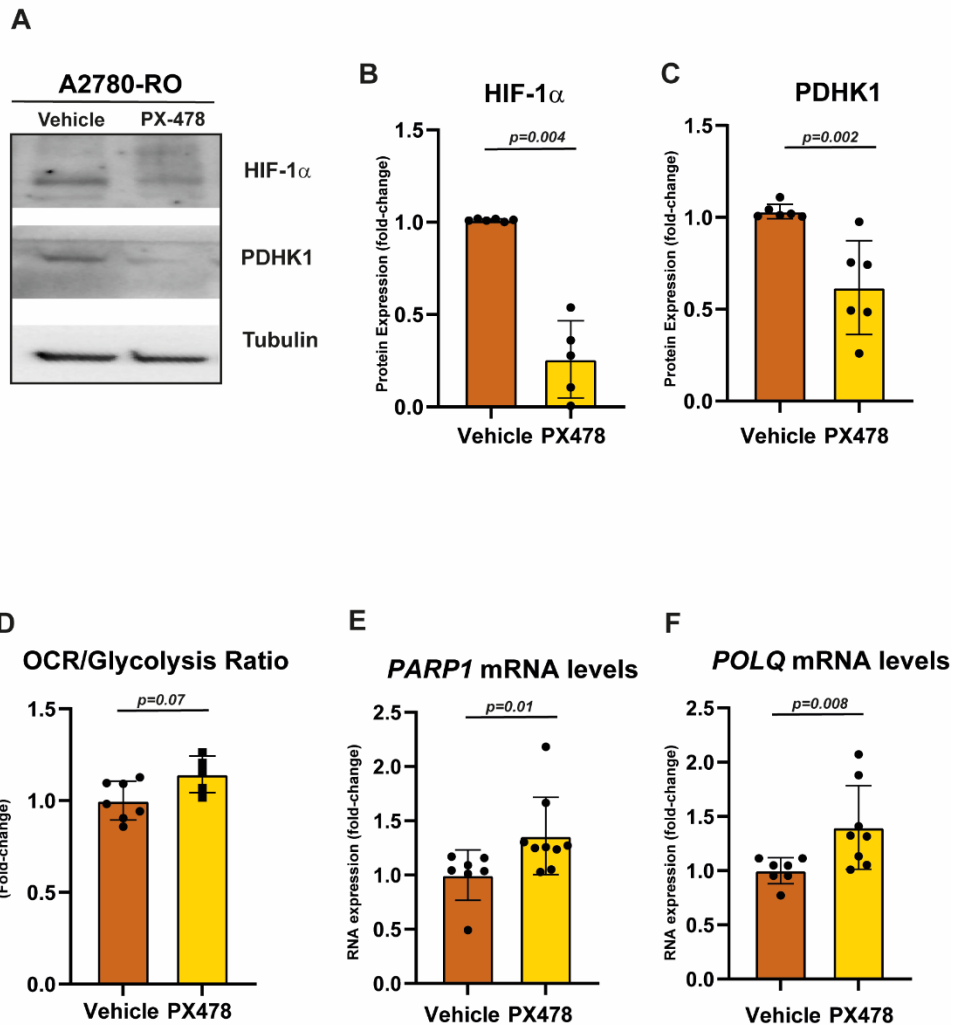 A
A2780-RO
Vehicle PX-478
HIF-1α
PDHK1
Tubulin
B
HIF-1α
Protein Expression (fold-change)
1.5
1.0
0.5
0.0
p=0.004
Vehicle PX478
C
PDHK1
Protein Expression (fold-change)
1.5
1.0
0.5
0.0
p=0.002
Vehicle PX478
D
OCR/Glycolysis Ratio
(Fold-change)
1.5
1.0
0.5
0.0
p=0.07
Vehicle PX478
E
PARP1 mRNA levels
RNA expression (fold-change)
2.5
2.0
1.5
1.0
0.5
0.0
p=0.01
Vehicle PX478
F
POLQ mRNA levels
RNA expression (fold-change)
2.5
2.0
1.5
1.0
0.5
0.0
p=0.008
Vehicle PX478